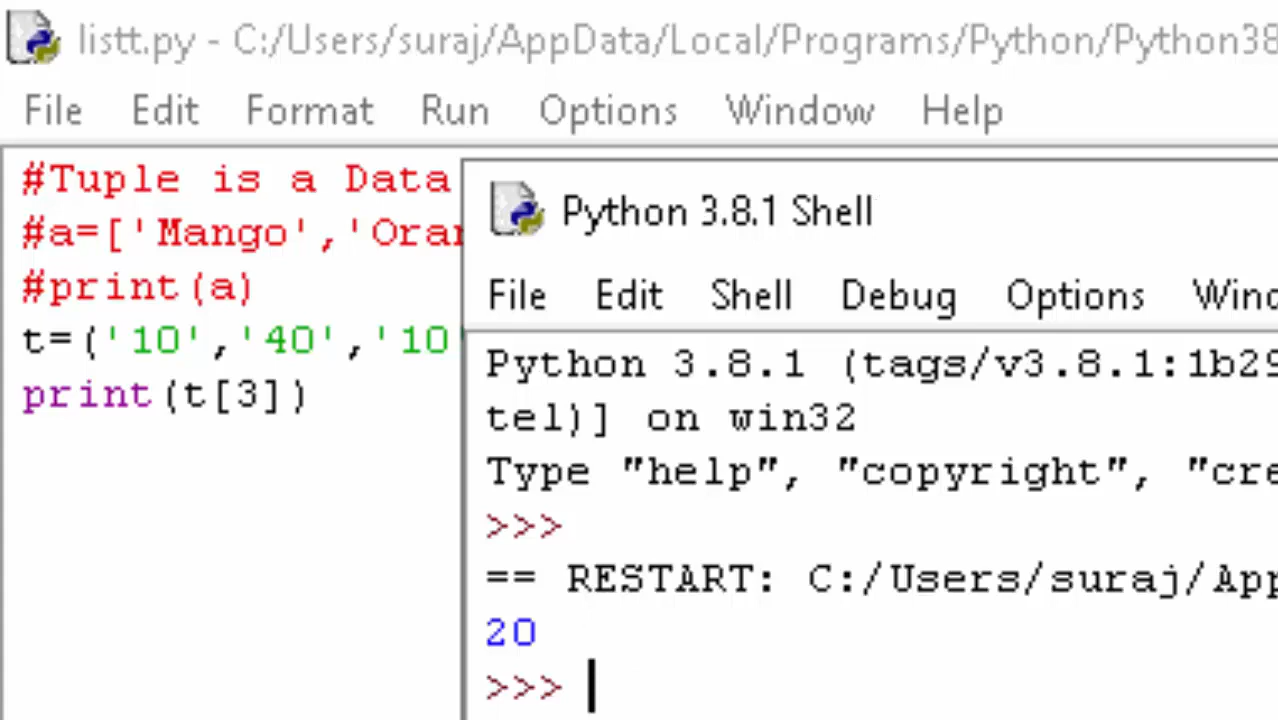 listt.py - C:/Users/suraj/AppData/Local/Programs/Python/Python38
File Edit Format Run Options Window Help
#Tuple is a Data
#a=['Mango','Oran
#print(a)
t=('10','40','10'
print(t[3])
Python 3.8.1 Shell
File Edit Shell Debug Options Wind
Python 3.8.1 (tags/v3.8.1:1b29
tel)] on win32
Type "help", "copyright", "cre
>>>
== RESTART: C:/Users/suraj/App
20
>>>